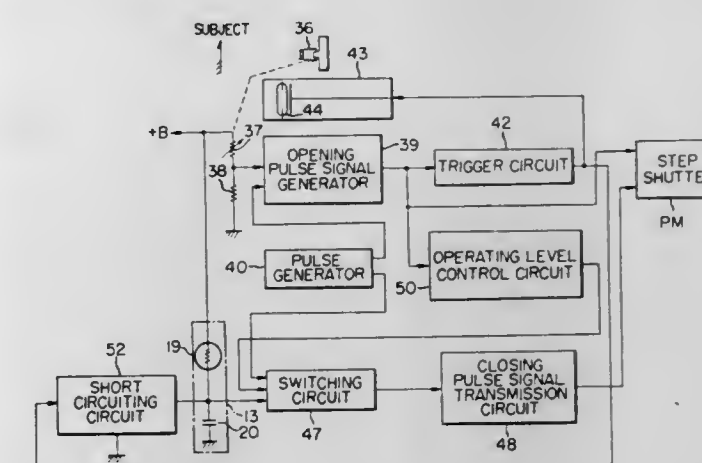 SUBJECT
36
43
44
+B
37
38
OPENING
PULSE SIGNAL
GENERATOR
39
42
TRIGGER CIRCUIT
STEP
SHUTTE
PM
40
PULSE
GENERATOR
OPERATING LEVEL
CONTROL CIRCUIT
50
52
SHORT
CIRCUITING
CIRCUIT
19
13
20
SWITCHING
CIRCUIT
47
CLOSING
PULSE SIGNAL
TRANSMISSION
CIRCUIT
48